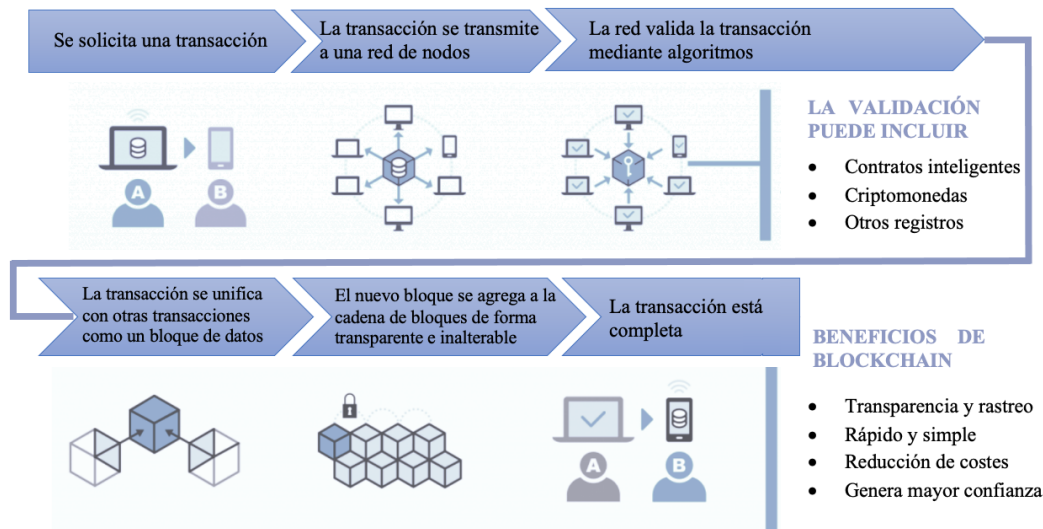 Se solicita una transacción
La transacción se transmite
a una red de nodos
La red valida la transacción
mediante algoritmos
LA VALIDACIÓN
PUEDE INCLUIR
• Contratos inteligentes
• Criptomonedas
• Otros registros
A
B
La transacción se unifica
con otras transacciones
como un bloque de datos
El nuevo bloque se agrega a la
cadena de bloques de forma
transparente e inalterable
La transacción está
completa
BENEFICIOS DE
BLOCKCHAIN
• Transparencia y rastreo
• Rápido y simple
• Reducción de costes
• Genera mayor confianza
A
B